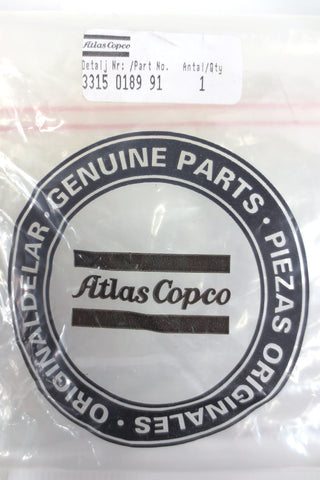 Atlas Copco
Detalj Nr: /Part No. Antal/Qty
3315 0189 91 1
· GENUINE PARTS · PIEZAS ORIGINALES · ORIGINALDELAR
Atlas Copco